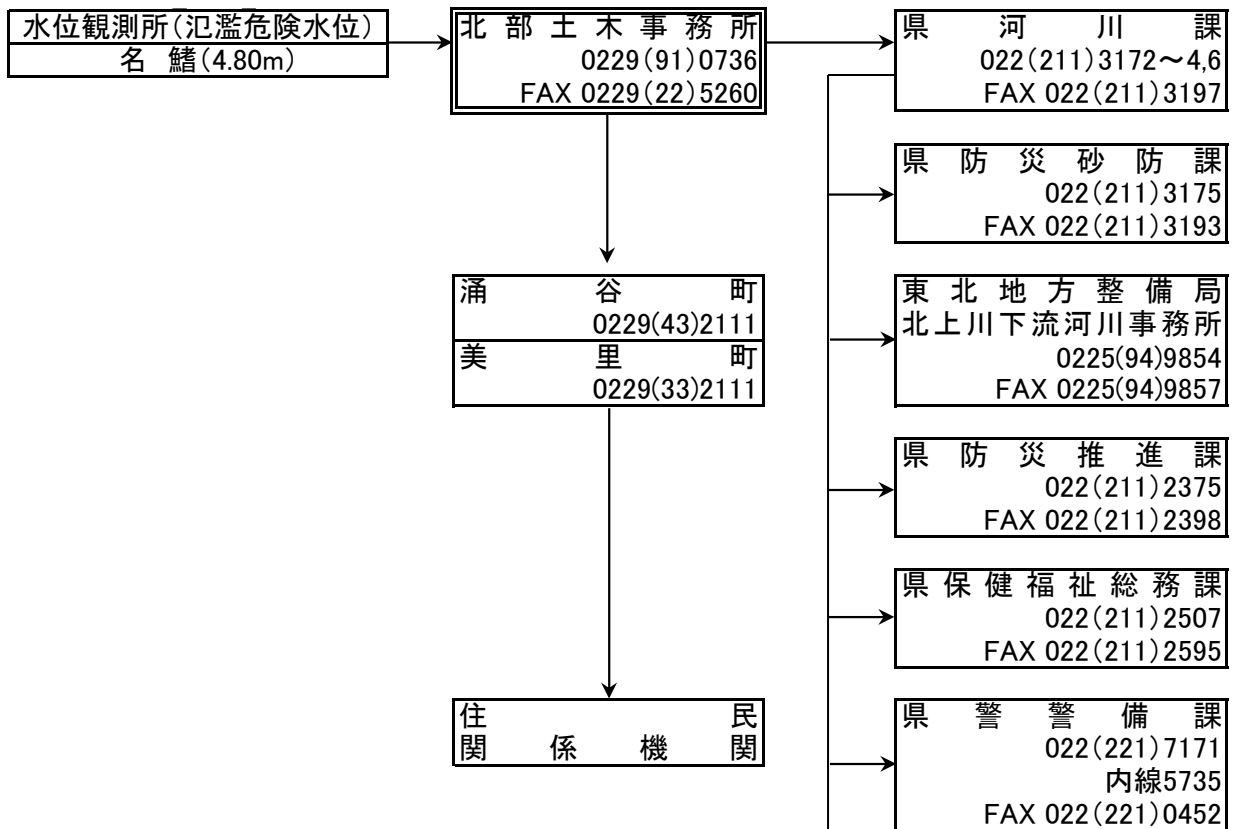 水位観測所(氾濫危険水位)
名 鰭(4.80m)
北部土木事務所
0229(91)0736
FAX 0229(22)5260
涌谷町
0229(43)2111
美里町
0229(33)2111
住民
関係機関
県河川課
022(211)3172～4,6
FAX 022(211)3197
県防災砂防課
022(211)3175
FAX 022(211)3193
東北地方整備局
北上川下流河川事務所
0225(94)9854
FAX 0225(94)9857
県防災推進課
022(211)2375
FAX 022(211)2398
県保健福祉総務課
022(211)2507
FAX 022(211)2595
県警警備課
022(221)7171
内線5735
FAX 022(221)0452